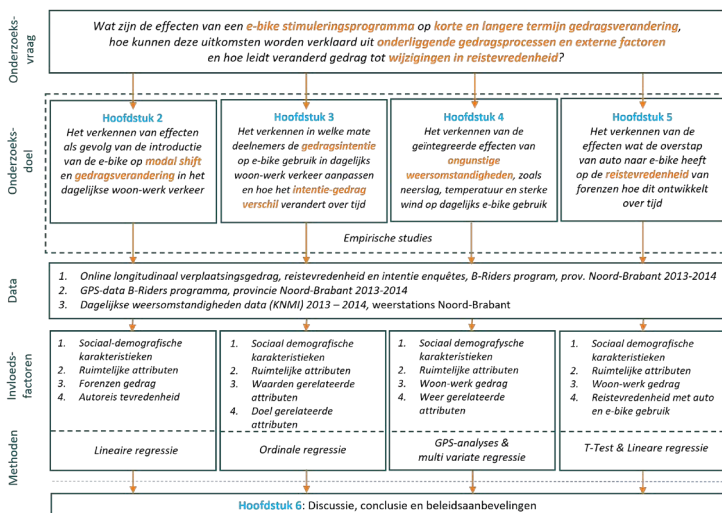 Onderzoeks-
vraag
Wat zijn de effecten van een e-bike stimuleringsprogramma op korte en langere termijn gedragsverandering,
hoe kunnen deze uitkomsten worden verklaard uit onderliggende gedragsprocessen en externe factoren
en hoe leidt veranderd gedrag tot wijzigingen in reistevredenheid?
Onderzoeks-
doel
Hoofdstuk 2
Het verkennen van effecten
als gevolg van de introductie
van de e-bike op modal shift
en gedragsverandering in het
dagelijkse woon-werk verkeer
Hoofdstuk 3
Het verkennen in welke mate
deelnemers de gedragsintentie
op e-bike gebruik in dagelijks
woon-werk verkeer aanpassen
en hoe het intentie-gedrag
verschil verandert over tijd
Hoofdstuk 4
Het verkennen van de
geïntegreerde effecten van
ongunstige
weersomstandigheden, zoals
neerslag, temperatuur en sterke
wind op dagelijks e-bike gebruik
Hoofdstuk 5
Het verkennen van de
effecten wat de overstap
van auto naar e-bike heeft
op de reistevredenheid van
forenzen hoe dit ontwikkelt
over tijd
Empirische studies
Data
1. Online longitudinaal verplaatsingsgedrag, reistevredenheid en intentie enquêtes, B-Riders program, prov. Noord-Brabant 2013-2014
2. GPS-data B-Riders programma, provincie Noord-Brabant 2013-2014
3. Dagelijkse weersomstandigheden data (KNMI) 2013 – 2014, weerstations Noord-Brabant
Invloeds-
factoren
1. Sociaal-demografische
karakteristieken
2. Ruimtelijke attributen
3. Forenzen gedrag
4. Autoreis tevredenheid
1. Sociaal demografische
karakteristieken
2. Ruimtelijke attributen
3. Waarden gerelateerde
attributen
4. Doel gerelateerde
attributen
1. Sociaal demografysche
karakteristieken
2. Ruimtelijke attributen
3. Woon-werk gedrag
4. Weer gerelateerde
attributen
1. Sociaal demografische
karakteristieken
2. Ruimtelijke attributen
3. Woon-werk gedrag
4. Reistevredenheid met auto
en e-bike gebruik
Methoden
Lineaire regressie
Ordinale regressie
GPS-analyses &
multi variate regressie
T-Test & Lineare regressie
Hoofdstuk 6: Discussie, conclusie en beleidsaanbevelingen